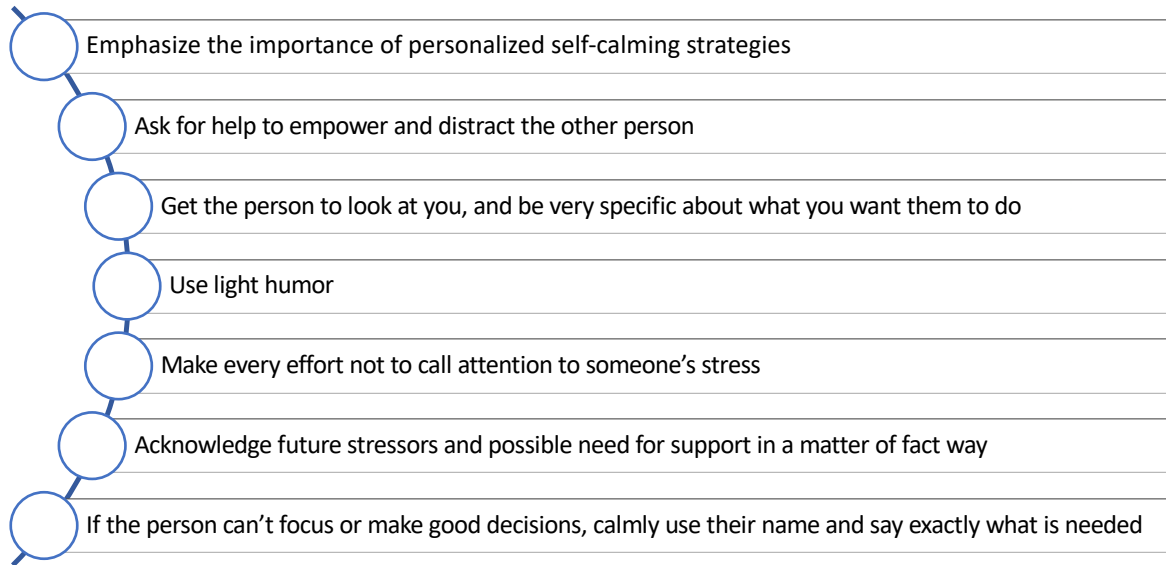 Emphasize the importance of personalized self-calming strategies
Ask for help to empower and distract the other person
Get the person to look at you, and be very specific about what you want them to do
Use light humor
Make every effort not to call attention to someone’s stress
Acknowledge future stressors and possible need for support in a matter of fact way
If the person can’t focus or make good decisions, calmly use their name and say exactly what is needed